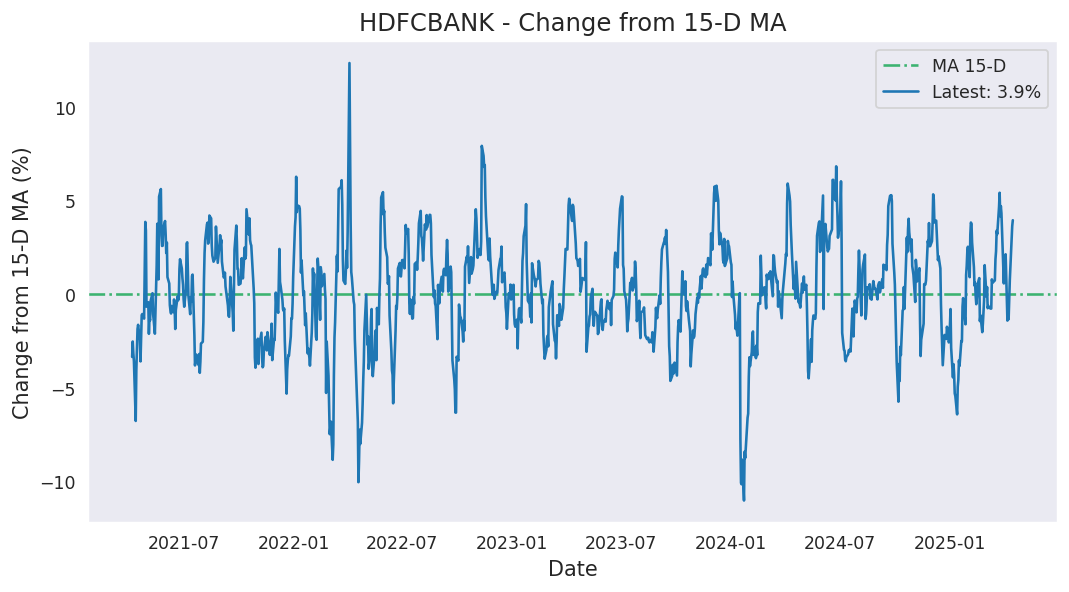 HDFCBANK - Change from 15-D MA
MA 15-D
Latest: 3.9%
Change from 15-D MA (%)
10
5
0
−5
−10
2021-07 2022-01 2022-07 2023-01 2023-07 2024-01 2024-07 2025-01
Date